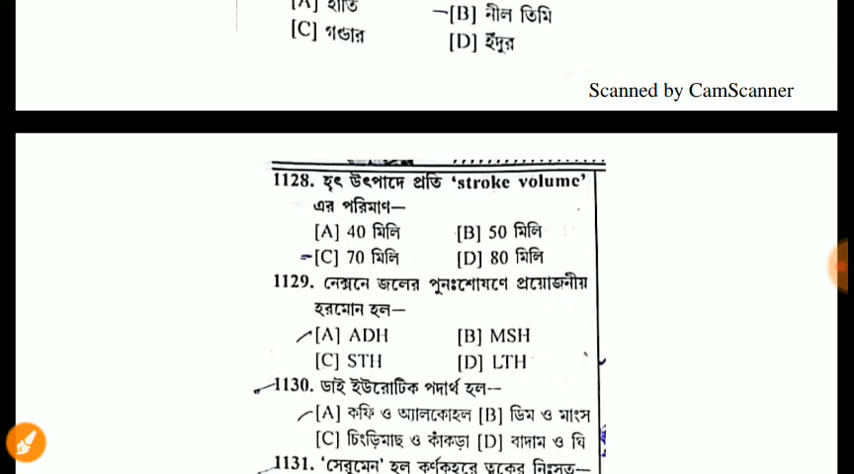 [A] হাতি [B] নীল তিমি
[C] গন্ডার [D] ইঁদুর
Scanned by CamScanner
1128. হৃৎ উৎপাদে প্রতি ‘stroke volume’
এর পরিমাণ—
[A] 40 মিলি [B] 50 মিলি
[C] 70 মিলি [D] 80 মিলি
1129. নেফ্রনে জলের পুনঃশোষণে প্রয়োজনীয়
হরমোন হল—
[A] ADH [B] MSH
[C] STH [D] LTH
1130. ডাই ইউরোটিক পদার্থ হল—
[A] কফি ও অ্যালকোহল [B] ডিম ও মাংস
[C] চিংড়িমাছ ও কাঁকড়া [D] বাদাম ও ঘি
1131. ‘সেরুমেন’ হল কর্ণকুহরের ত্বকের নিঃসৃত—